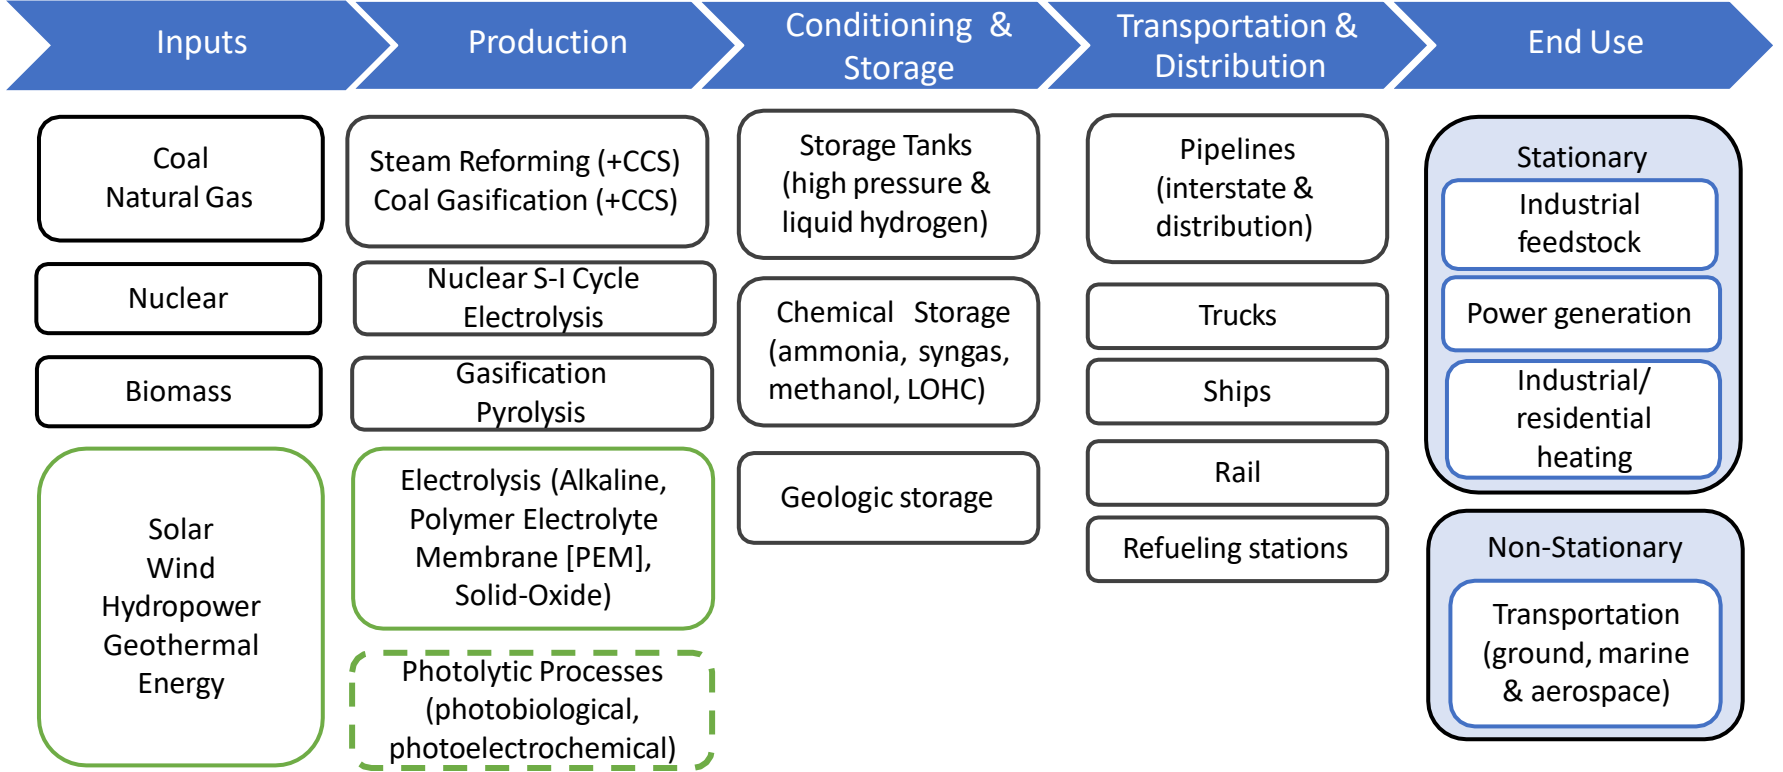 Inputs
Production
Conditioning &
Storage
Transportation &
Distribution
End Use
Coal
Natural Gas
Nuclear
Biomass
Solar
Wind
Hydropower
Geothermal
Energy
Steam Reforming (+CCS)
Coal Gasification (+CCS)
Nuclear S-I Cycle
Electrolysis
Gasification
Pyrolysis
Electrolysis (Alkaline,
Polymer Electrolyte
Membrane [PEM],
Solid-Oxide)
Photolytic Processes
(photobiological,
photoelectrochemical)
Storage Tanks
(high pressure &
liquid hydrogen)
Chemical Storage
(ammonia, syngas,
methanol, LOHC)
Geologic storage
Pipelines
(interstate &
distribution)
Trucks
Ships
Rail
Refueling stations
Stationary
Industrial
feedstock
Power generation
Industrial/
residential
heating
Non-Stationary
Transportation
(ground, marine
& aerospace)